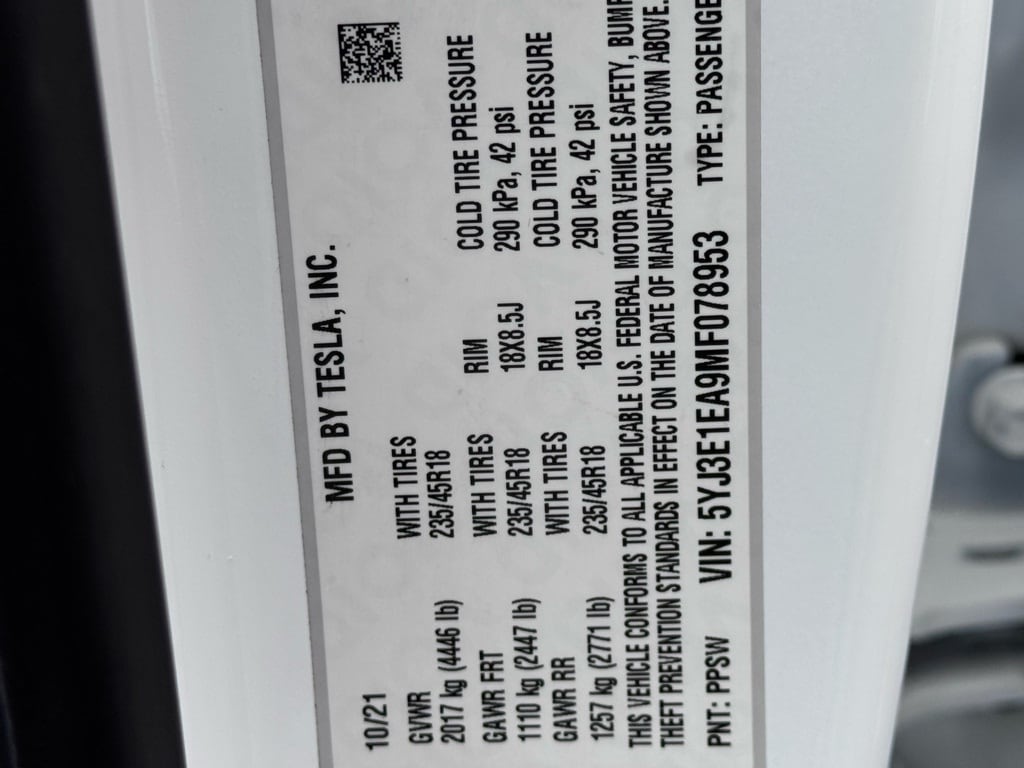 MFD BY TESLA, INC.
10/21
GVWR WITH TIRES
2017 kg (4446 lb) 235/45R18
GAWR FRT WITH TIRES RIM COLD TIRE PRESSURE
1110 kg (2447 lb) 235/45R18 18X8.5J 290 kPa, 42 psi
GAWR RR WITH TIRES RIM COLD TIRE PRESSURE
1257 kg (2771 lb) 235/45R18 18X8.5J 290 kPa, 42 psi
THIS VEHICLE CONFORMS TO ALL APPLICABLE U.S. FEDERAL MOTOR VEHICLE SAFETY, BUMP
THEFT PREVENTION STANDARDS IN EFFECT ON THE DATE OF MANUFACTURE SHOWN ABOVE.
PNT: PPSW VIN: 5YJ3E1EA9MF078953 TYPE: PASSENGE